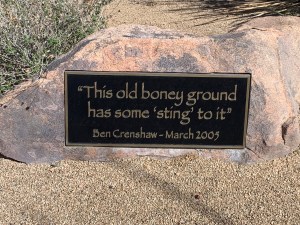 "This old boney ground
has some 'sting' to it"
Ben Crenshaw - March 2005